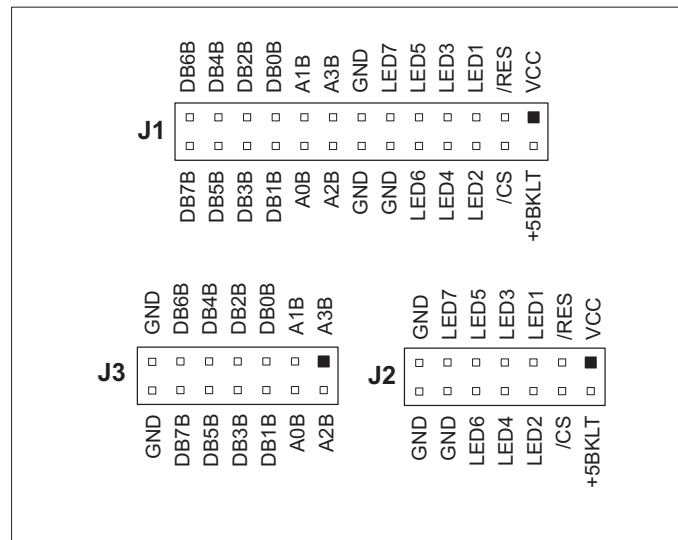 DB6B DB4B DB2B DB0B A1B A3B GND LED7 LED5 LED3 LED1 /RES VCC
J1
DB7B DB5B DB3B DB1B A0B A2B GND GND LED6 LED4 LED2 /CS +5BKLT
GND DB6B DB4B DB2B DB0B A1B A3B
J3
GND DB7B DB5B DB3B DB1B A0B A2B
GND LED7 LED5 LED3 LED1 /RES VCC
J2
GND GND LED6 LED4 LED2 /CS +5BKLT